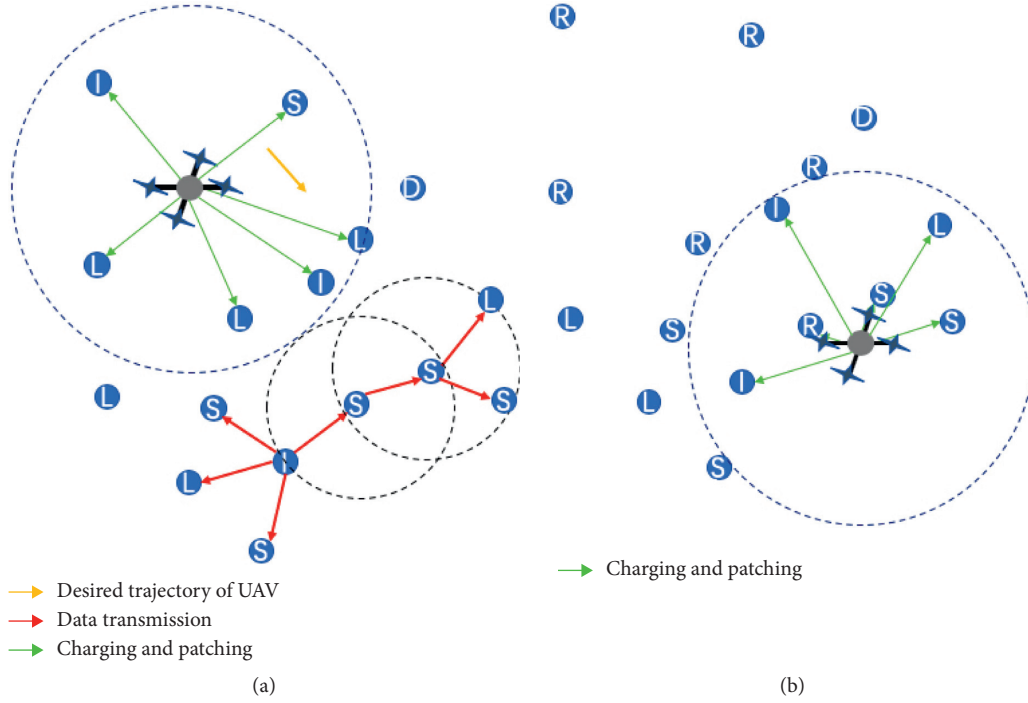 I
S
D
L
L
I
L
L
L
S
S
S
S
I
L
S
Desired trajectory of UAV
Data transmission
Charging and patching
(a)
R
R
D
R
R
I
L
R
S
L
R
S
S
I
L
S
Charging and patching
(b)